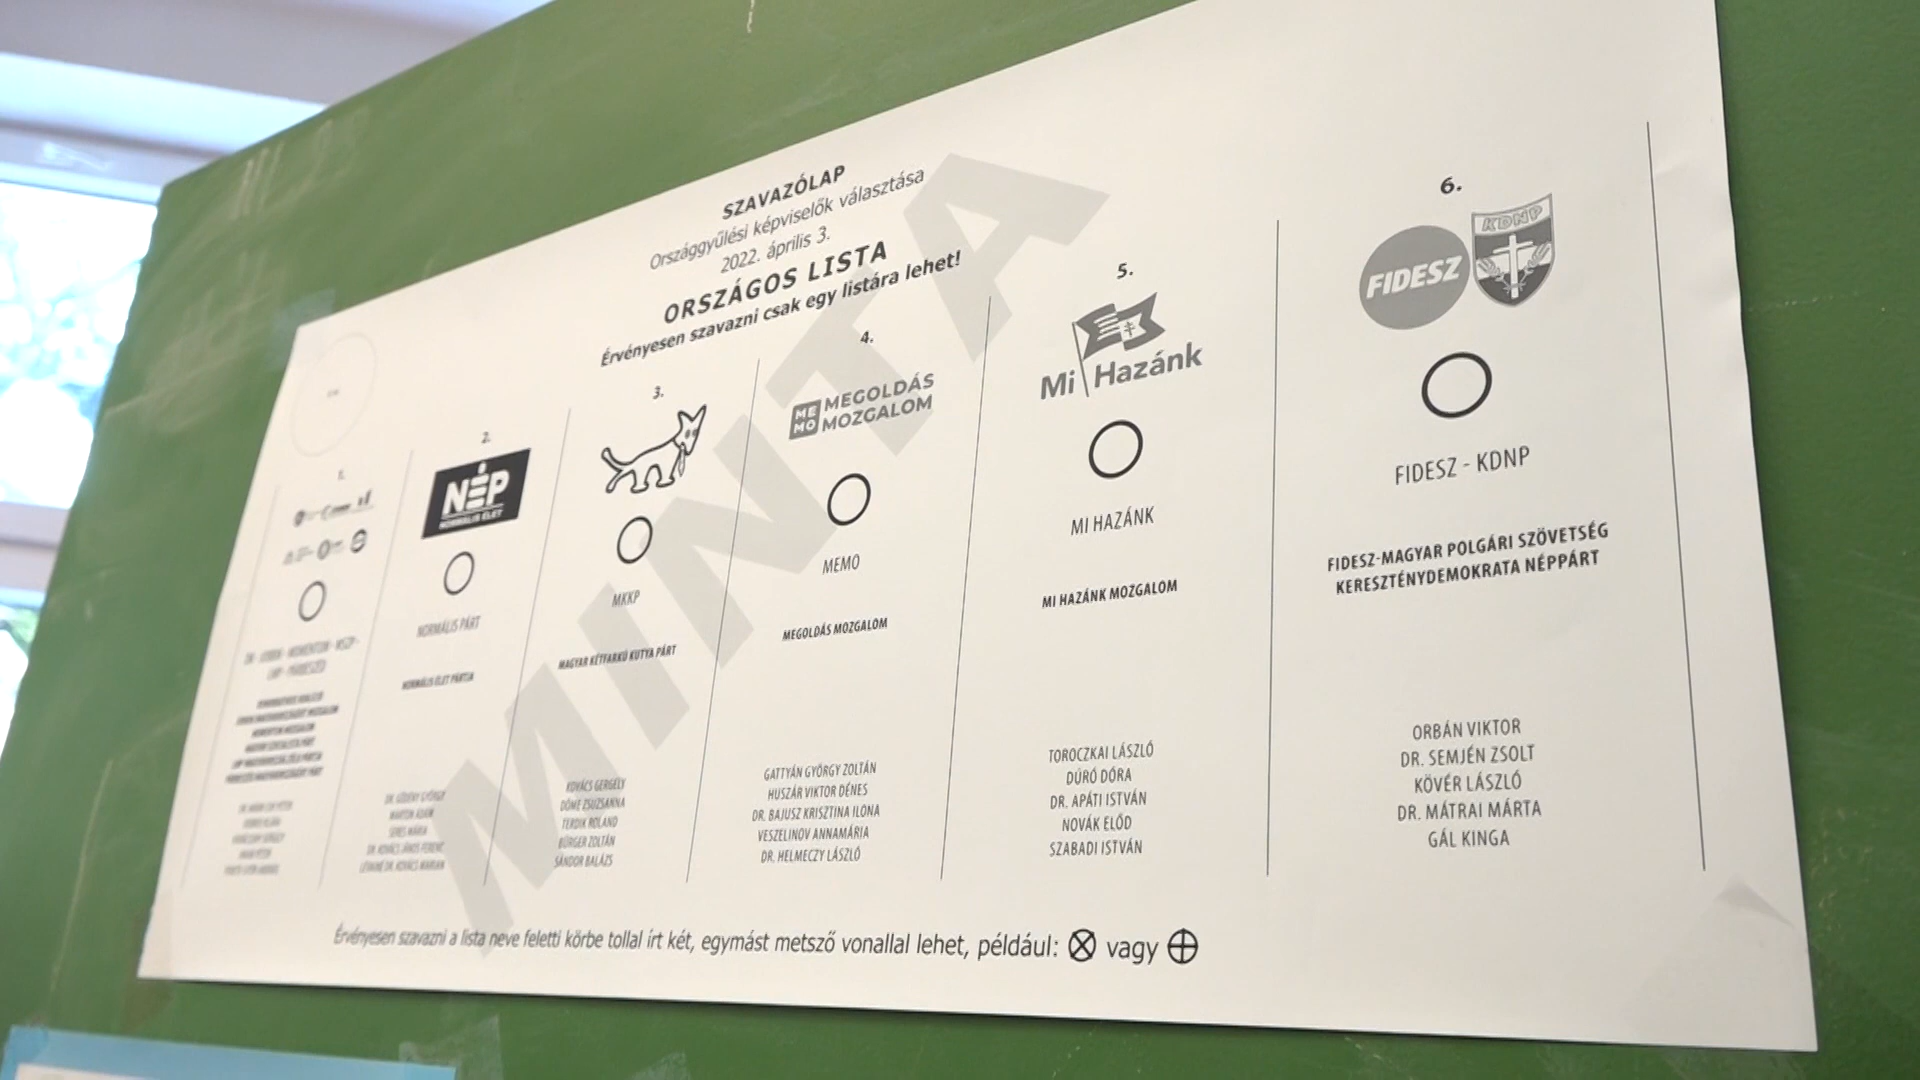 SZAVAZÓLAP
Országgyűlési képviselők választása
2022. április 3.
ORSZÁGOS LISTA
Érvényesen szavazni csak egy listára lehet!
MINTA
1.
2.
NÉP
NORMÁLIS ÉLET
NORMÁLIS PÁRT
NORMÁLIS ÉLET PÁRTJA
DR. GŐDÉNY GYÖRGY
3.
MKKP
MAGYAR KÉTFARKÚ KUTYA PÁRT
KOVÁCS GERGELY
DÖME ZSUZSANNA
TERDIK ROLAND
BÜRGER ZOLTÁN
SÁNDOR BALÁZS
4.
ME MEGOLDÁS
MO MOZGALOM
MEMO
MEGOLDÁS MOZGALOM
GATTYÁN GYÖRGY ZOLTÁN
HUSZÁR VIKTOR DÉNES
DR. BAJUSZ KRISZTINA ILONA
VESZELINOV ANNAMÁRIA
DR. HELMECZY LÁSZLÓ
5.
Mi Hazánk
MI HAZÁNK
MI HAZÁNK MOZGALOM
TOROCZKAI LÁSZLÓ
DÚRÓ DÓRA
DR. APÁTI ISTVÁN
NOVÁK ELŐD
SZABADI ISTVÁN
6.
FIDESZ
KDNP
FIDESZ - KDNP
FIDESZ-MAGYAR POLGÁRI SZÖVETSÉG
KERESZTÉNYDEMOKRATA NÉPPÁRT
ORBÁN VIKTOR
DR. SEMJÉN ZSOLT
KÖVÉR LÁSZLÓ
DR. MÁTRAI MÁRTA
GÁL KINGA
Érvényesen szavazni a lista neve feletti körbe tollal írt két, egymást metsző vonallal lehet, például: vagy